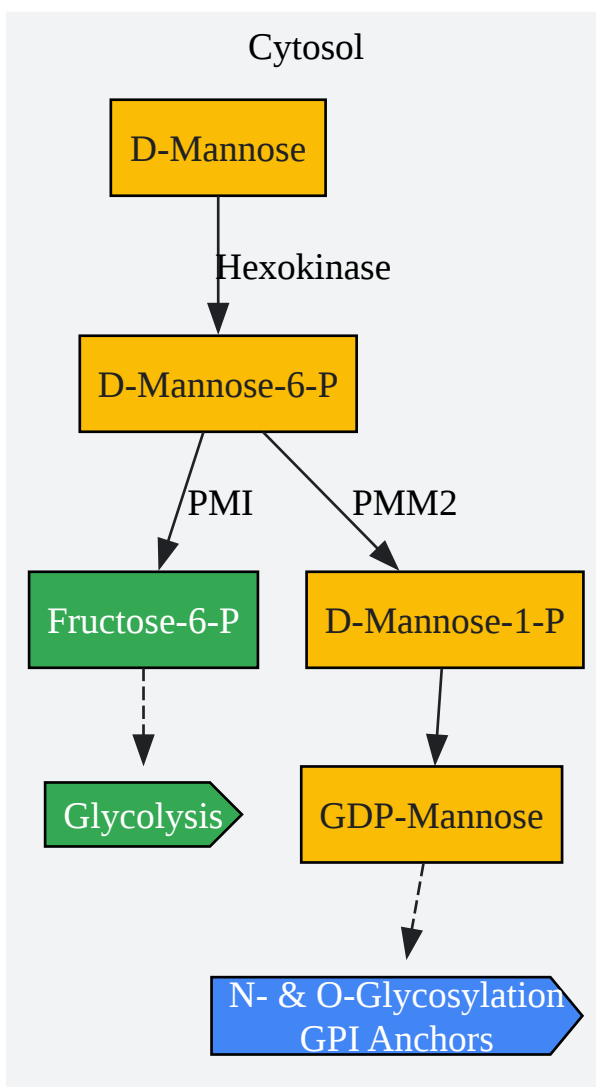 Cytosol
D-Mannose
Hexokinase
D-Mannose-6-P
PMI
PMM2
Fructose-6-P
D-Mannose-1-P
Glycolysis
GDP-Mannose
N- & O-Glycosylation
GPI Anchors